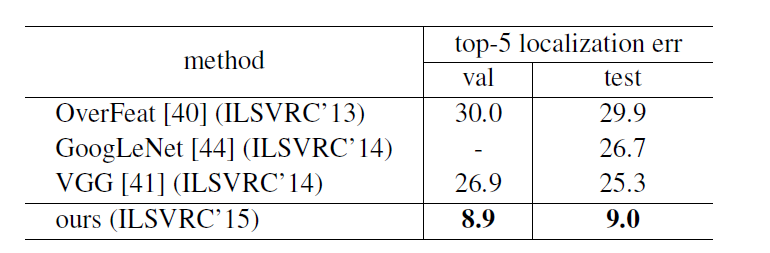 method top-5 localization err
val test
OverFeat [40] (ILSVRC'13) 30.0 29.9
GoogLeNet [44] (ILSVRC'14) - 26.7
VGG [41] (ILSVRC'14) 26.9 25.3
ours (ILSVRC'15) 8.9 9.0